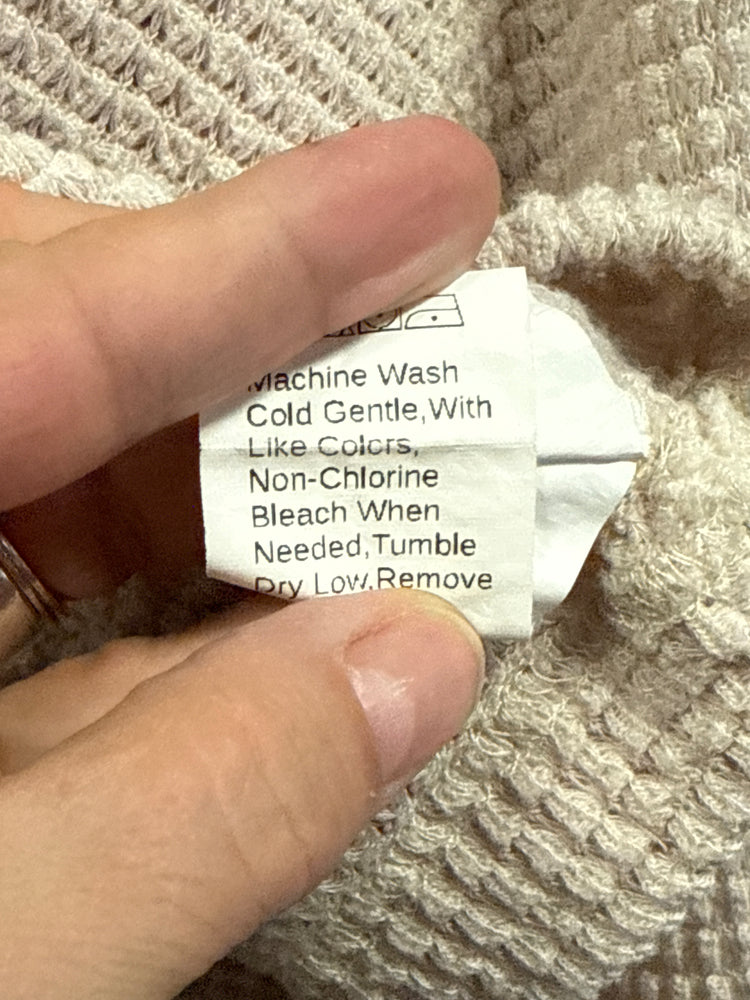 Machine Wash
Cold Gentle,With
Like Colors,
Non-Chlorine
Bleach When
Needed,Tumble
Dry Low,Remove